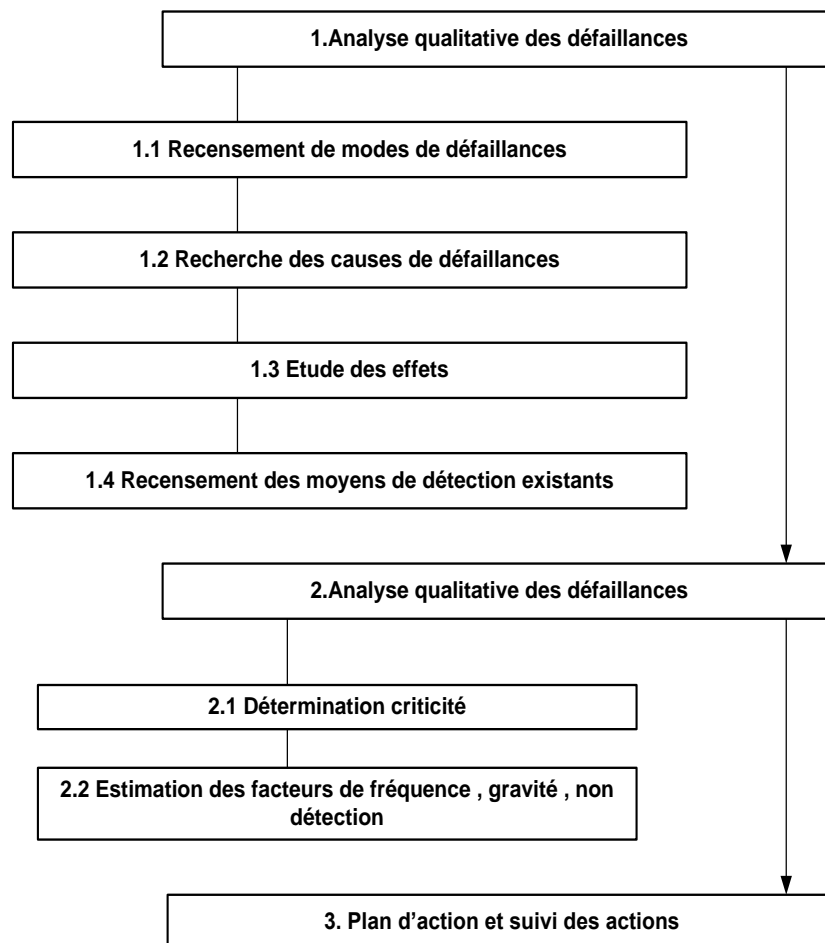 1.Analyse qualitative des défaillances
1.1 Recensement de modes de défaillances
1.2 Recherche des causes de défaillances
1.3 Etude des effets
1.4 Recensement des moyens de détection existants
2.Analyse qualitative des défaillances
2.1 Détermination criticité
2.2 Estimation des facteurs de fréquence , gravité , non
détection
3. Plan d’action et suivi des actions